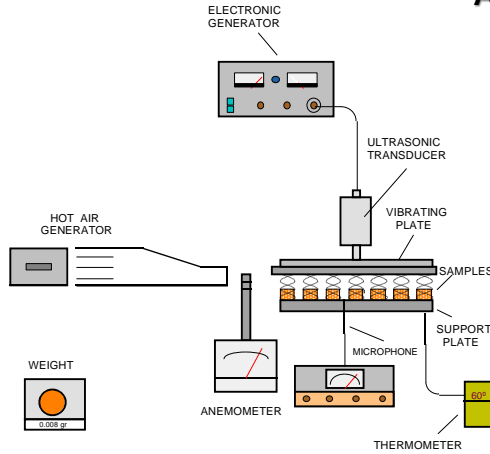 ELECTRONIC
GENERATOR
ULTRASONIC
TRANSDUCER
HOT AIR
GENERATOR
VIBRATING
PLATE
SAMPLES
SUPPORT
PLATE
MICROPHONE
WEIGHT
ANEMOMETER
60º
0.008 gr
THERMOMETER